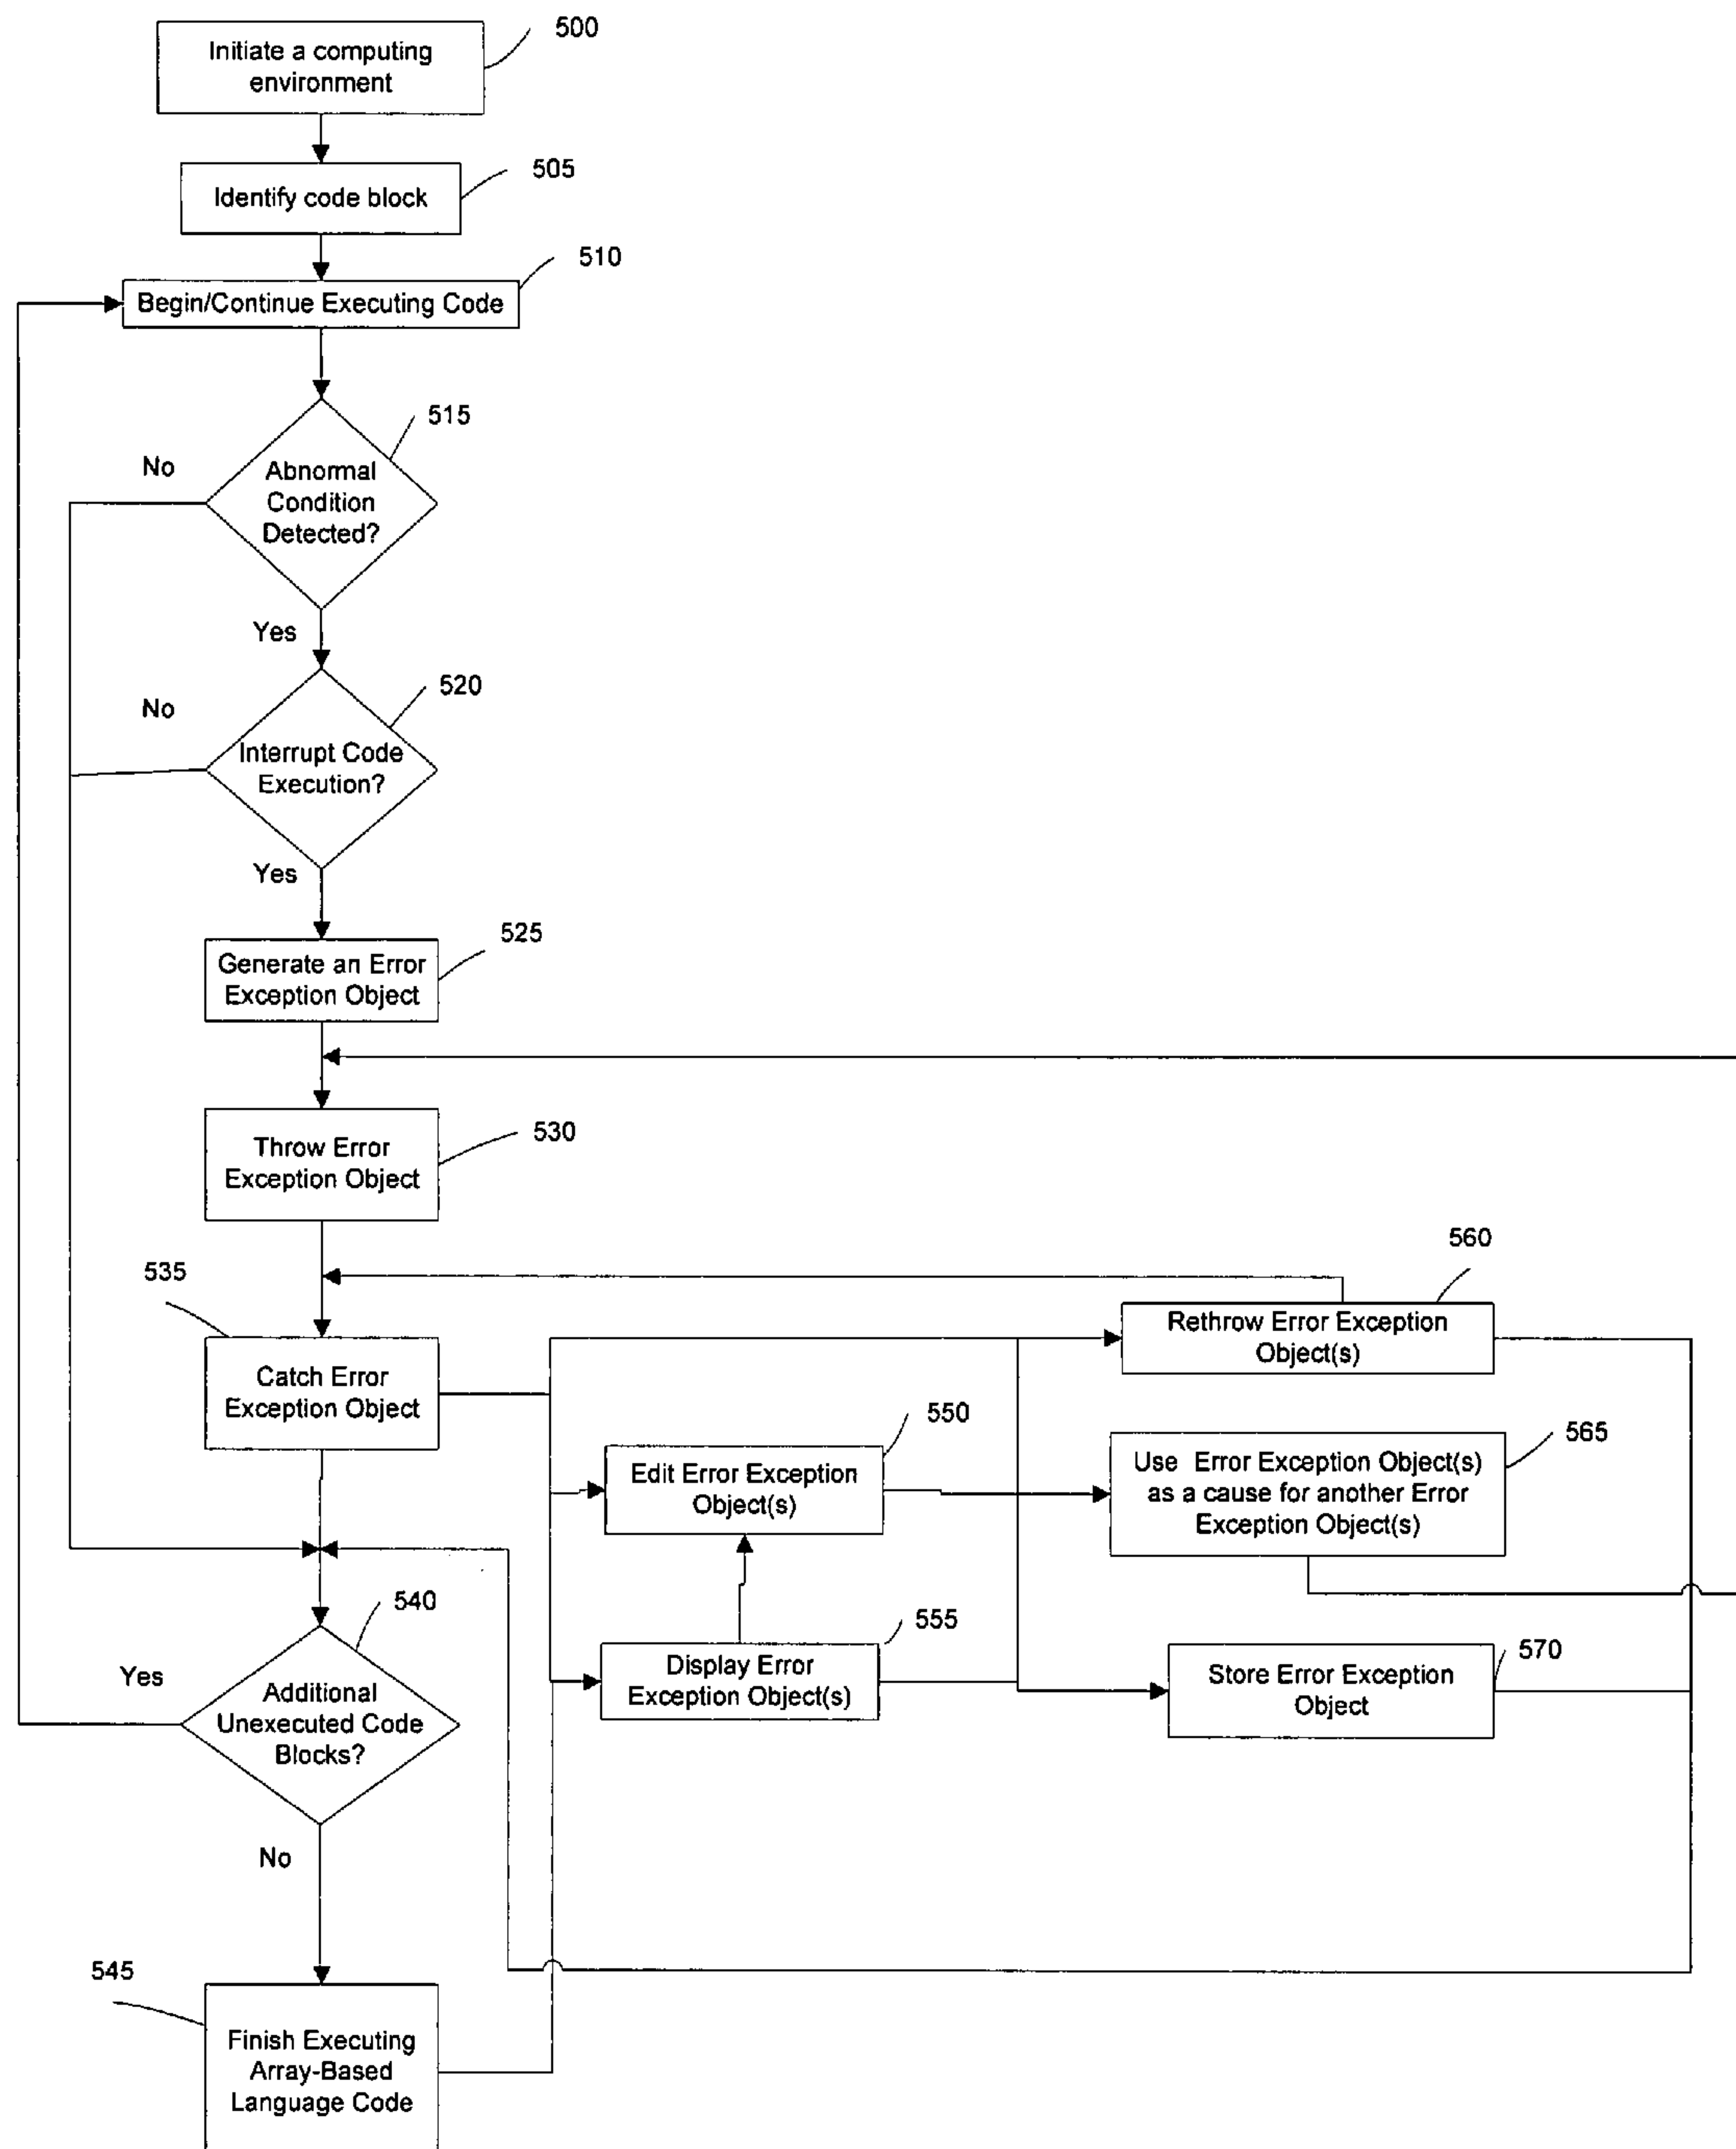 500
Initiate a computing
environment
505
Identify code block
510
Begin/Continue Executing Code
515
No
Abnormal
Condition
Detected?
Yes
520
No
Interrupt Code
Execution?
Yes
525
Generate an Error
Exception Object
530
Throw Error
Exception Object
535
Catch Error
Exception Object
560
Rethrow Error Exception
Object(s)
550
Edit Error Exception
Object(s)
565
Use Error Exception Object(s)
as a cause for another Error
Exception Object(s)
540
Yes
Additional
Unexecuted Code
Blocks?
No
555
Display Error
Exception Object(s)
570
Store Error Exception
Object
545
Finish Executing
Array-Based
Language Code